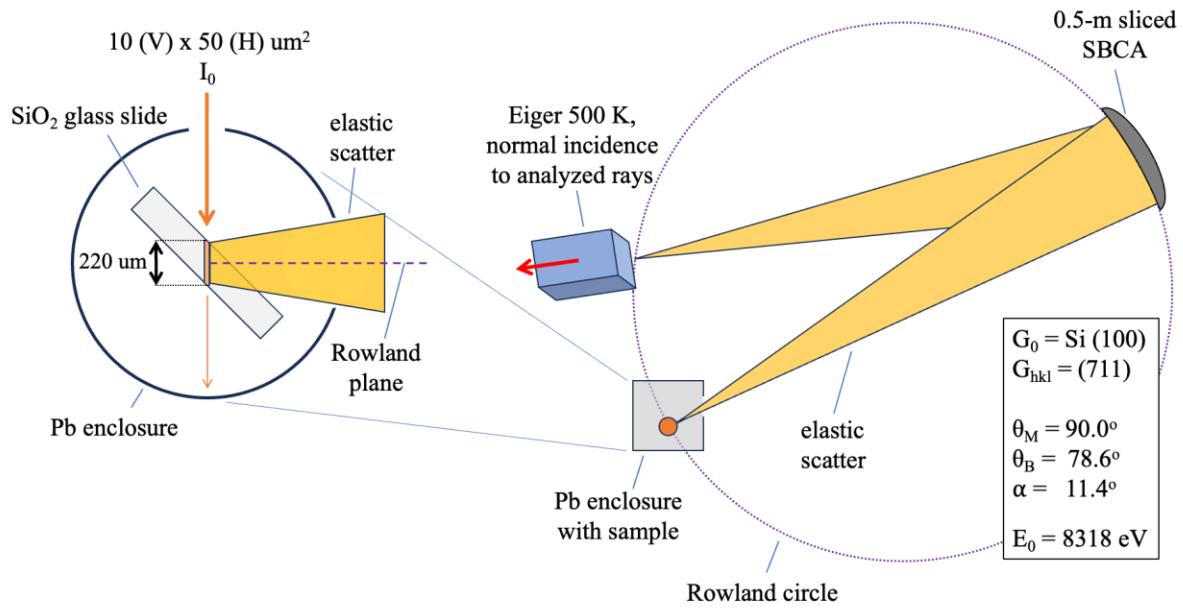 10 (V) x 50 (H) um²
I₀
SiO₂ glass slide
elastic
scatter
220 um
Rowland
plane
Pb enclosure
Eiger 500 K,
normal incidence
to analyzed rays
0.5-m sliced
SBCA
elastic
scatter
Pb enclosure
with sample
Rowland circle
G₀ = Si (100)
G_hkl = (711)
θ_M = 90.0°
θ_B = 78.6°
α = 11.4°
E₀ = 8318 eV